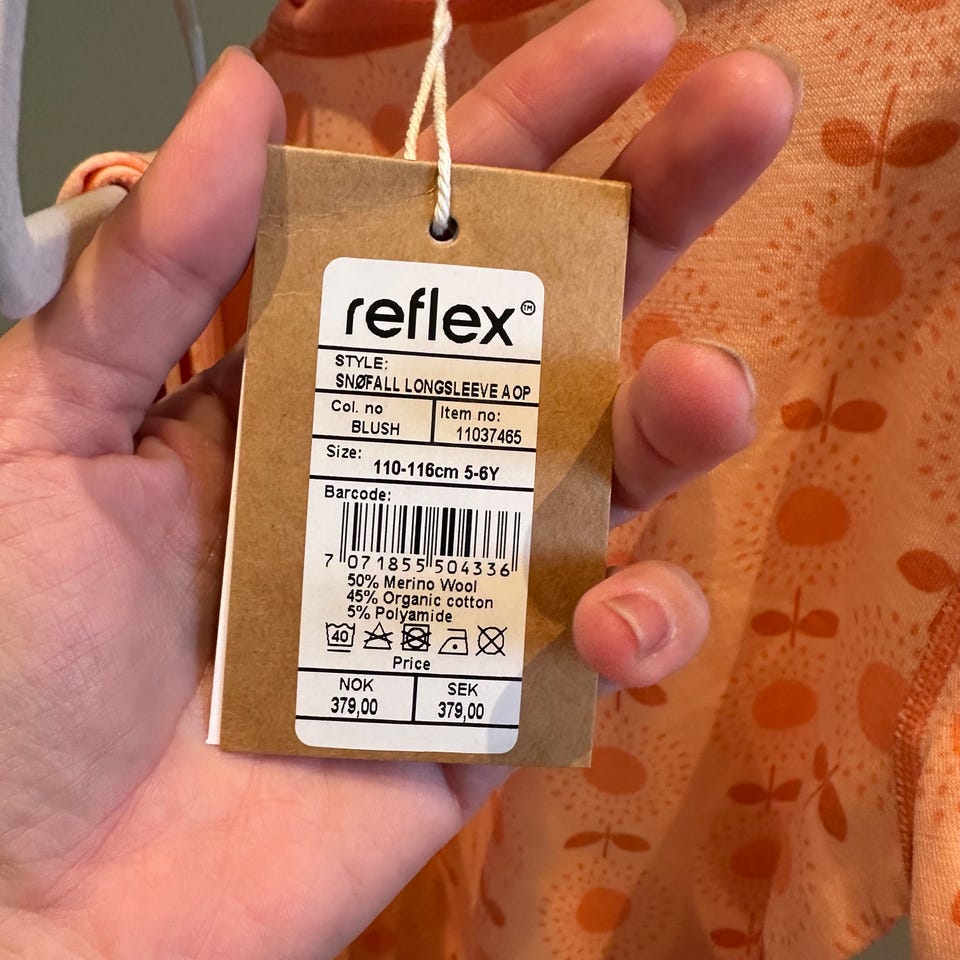 reflex™
STYLE:
SNØFALL LONGSLEEVE AOP
Col. no
BLUSH
Item no:
11037465
Size:
110-116cm 5-6Y
Barcode:
7 071855 504336
50% Merino Wool
45% Organic cotton
5% Polyamide
40
Price
NOK
379,00
SEK
379,00